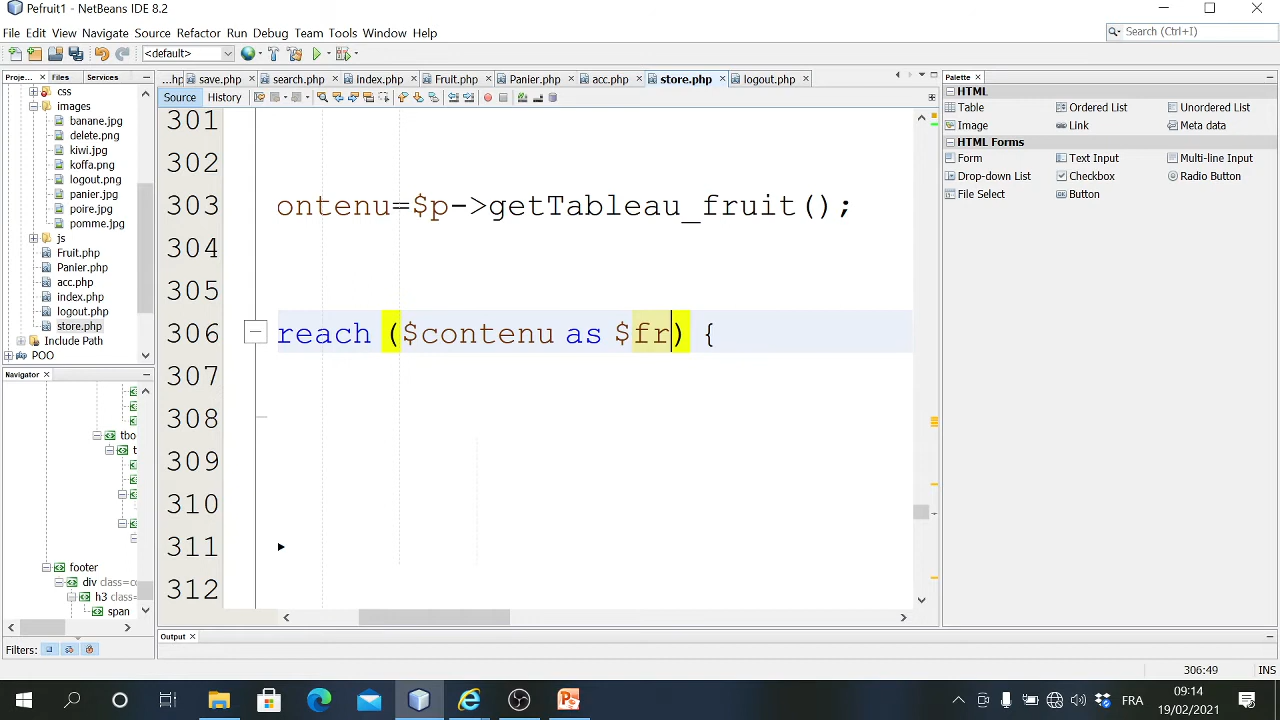 Pefruit1 - NetBeans IDE 8.2
File Edit View Navigate Source Refactor Run Debug Team Tools Window Help
Search (Ctrl+I)
<default>
Proje... Files Services
...hp save.php search.php Index.php Fruit.php Panier.php acc.php store.php logout.php
Palette
Source History
css
images
banane.jpg
delete.png
kiwi.jpg
koffa.png
logout.png
panier.jpg
poire.jpg
pomme.jpg
js
Fruit.php
Panier.php
acc.php
index.php
logout.php
store.php
Include Path
POO
Navigator
tbo
t
footer
div class=co
h3 class=
span
Filters:
301
302
303 ontenu=$p->getTableau_fruit();
304
305
306 reach ($contenu as $fr) {
307
308
309
310
311
312
HTML
Table Ordered List Unordered List
Image Link Meta data
HTML Forms
Form Text Input Multi-line Input
Drop-down List Checkbox Radio Button
File Select Button
Output
306:49 INS
FRA
09:14
19/02/2021